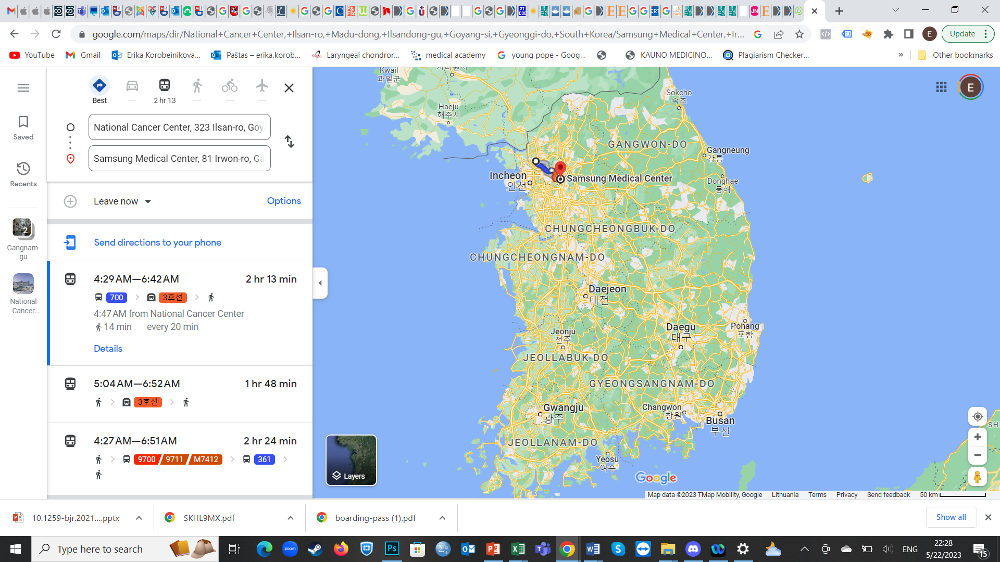 google.com/maps/dir/National+Cancer+Center,+Ilsan-ro,+Madu-dong,+Ilsandong-gu,+Goyang-si,+Gyeonggi-do,+South+Korea/Samsung+Medical+Center,+Ir...
Update
YouTube
Gmail
Erika Korobeinikova...
Paštas – erika.korob...
Laryngeal chondror...
medical academy
young pope - Goog...
KAUNO MEDICINO...
Plagiarism Checker...
»
Other bookmarks
Best
2 hr 13
National Cancer Center, 323 Ilsan-ro, Goy
Samsung Medical Center, 81 Irwon-ro, Ga
Saved
Recents
2
Gangnam-
gu
National
Cancer...
Leave now
Options
Send directions to your phone
4:29 AM—6:42 AM
2 hr 13 min
700
3호선
4:47 AM from National Cancer Center
14 min every 20 min
Details
5:04 AM—6:52 AM
1 hr 48 min
3호선
4:27 AM—6:51 AM
2 hr 24 min
9700 9711 M7412
361
Kwail
과일군
Haeju
해주시
Sokcho
속초
GANGWON-DO
Gangneung
강릉
Incheon
인천
Samsung Medical Center
Donghae
동해
CHUNGCHEONGBUK-DO
CHUNGCHEONGNAM-DO
Daejeon
대전
Daegu
대구
Pohang
포항
Jeonju
전주
JEOLLABUK-DO
GYEONGSANGNAM-DO
Gwangju
광주
Changwon
창원
Busan
부산
JEOLLANAM-DO
Yeosu
여수
SH
E
E
Layers
Google
Map data ©2023 TMap Mobility, Google
Lithuania
Terms
Privacy
Send feedback
50 km
10.1259-bjr.2021....pptx
SKHL9MX.pdf
boarding-pass (1).pdf
Show all
Type here to search
zoom
Ps
ENG
22:28
5/22/2023
15